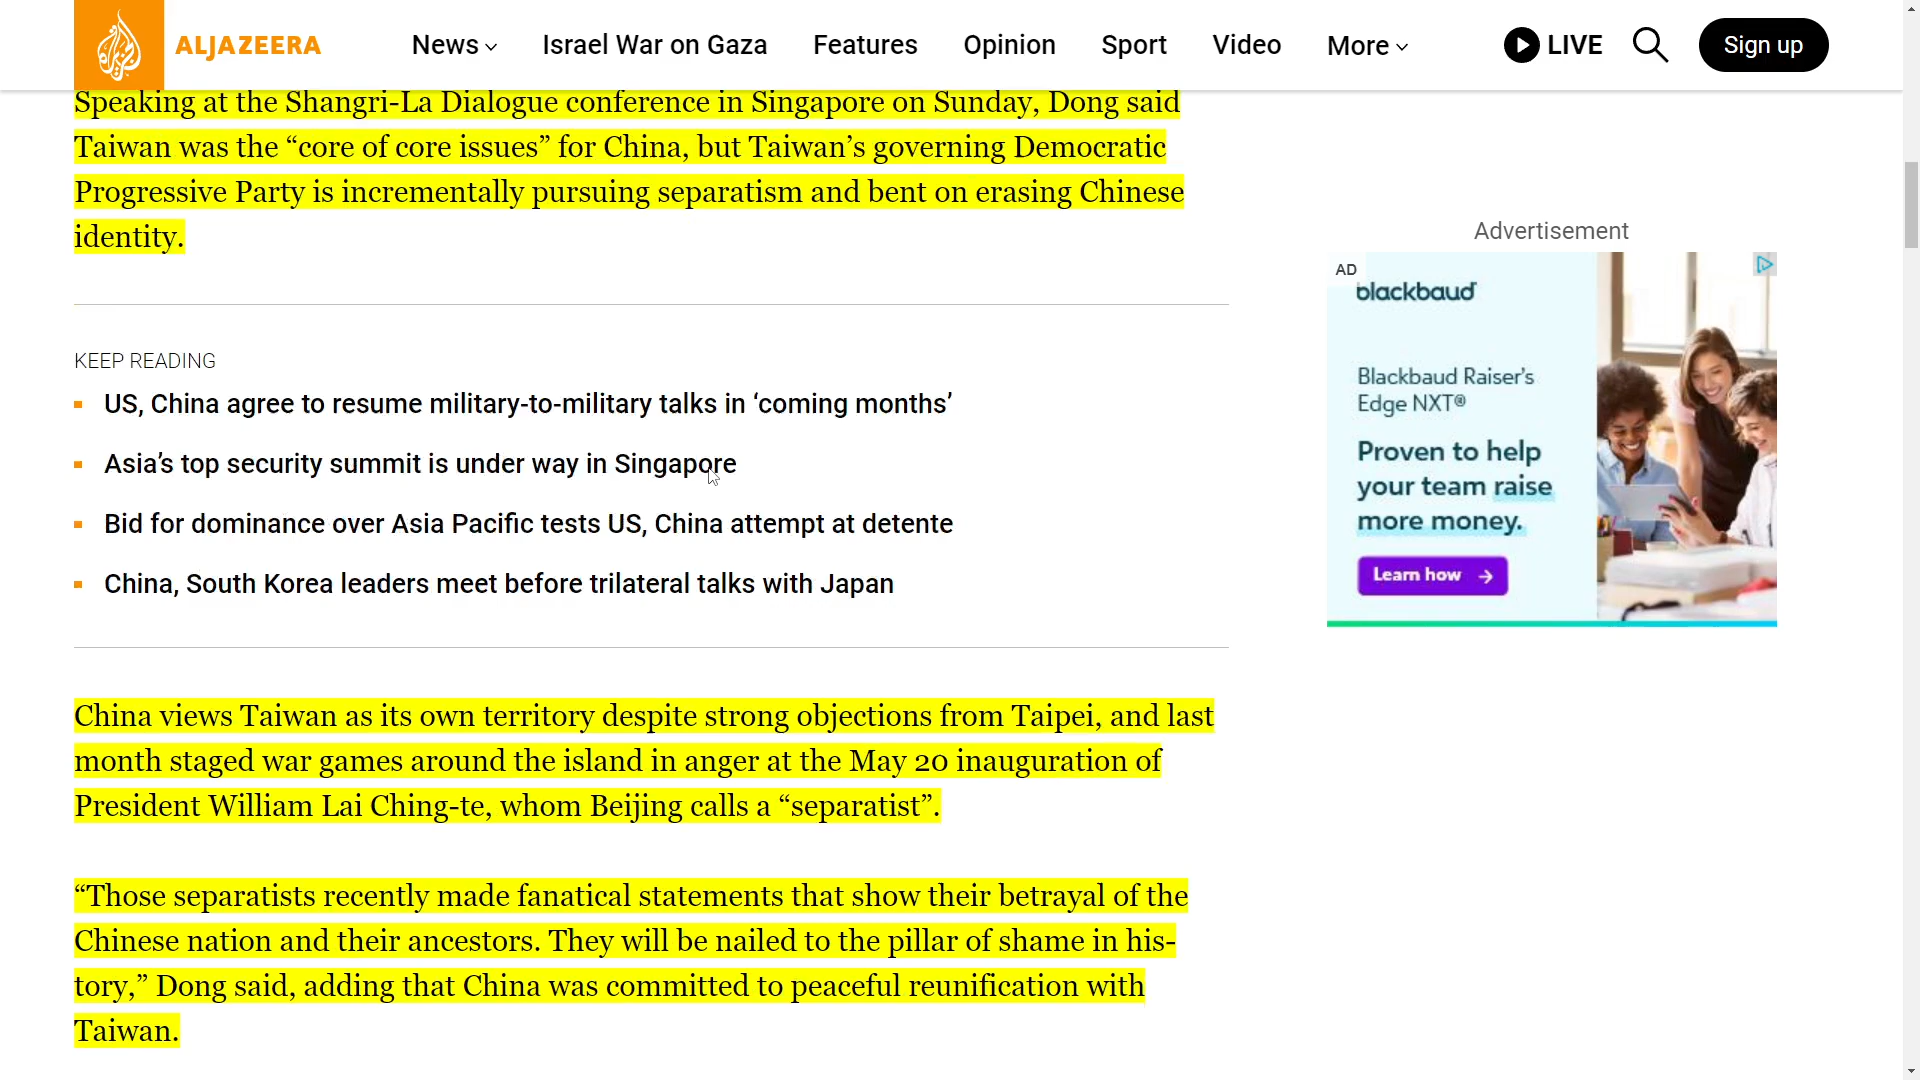 ALJAZEERA
News
Israel War on Gaza
Features
Opinion
Sport
Video
More
LIVE
Sign up
Speaking at the Shangri-La Dialogue conference in Singapore on Sunday, Dong said
Taiwan was the “core of core issues” for China, but Taiwan’s governing Democratic
Progressive Party is incrementally pursuing separatism and bent on erasing Chinese
identity.
KEEP READING
US, China agree to resume military-to-military talks in ‘coming months’
Asia’s top security summit is under way in Singapore
Bid for dominance over Asia Pacific tests US, China attempt at detente
China, South Korea leaders meet before trilateral talks with Japan
China views Taiwan as its own territory despite strong objections from Taipei, and last
month staged war games around the island in anger at the May 20 inauguration of
President William Lai Ching-te, whom Beijing calls a “separatist”.
“Those separatists recently made fanatical statements that show their betrayal of the
Chinese nation and their ancestors. They will be nailed to the pillar of shame in his-
tory,” Dong said, adding that China was committed to peaceful reunification with
Taiwan.
Advertisement
AD
blackbaud
Blackbaud Raiser’s
Edge NXT®
Proven to help
your team raise
more money.
Learn how